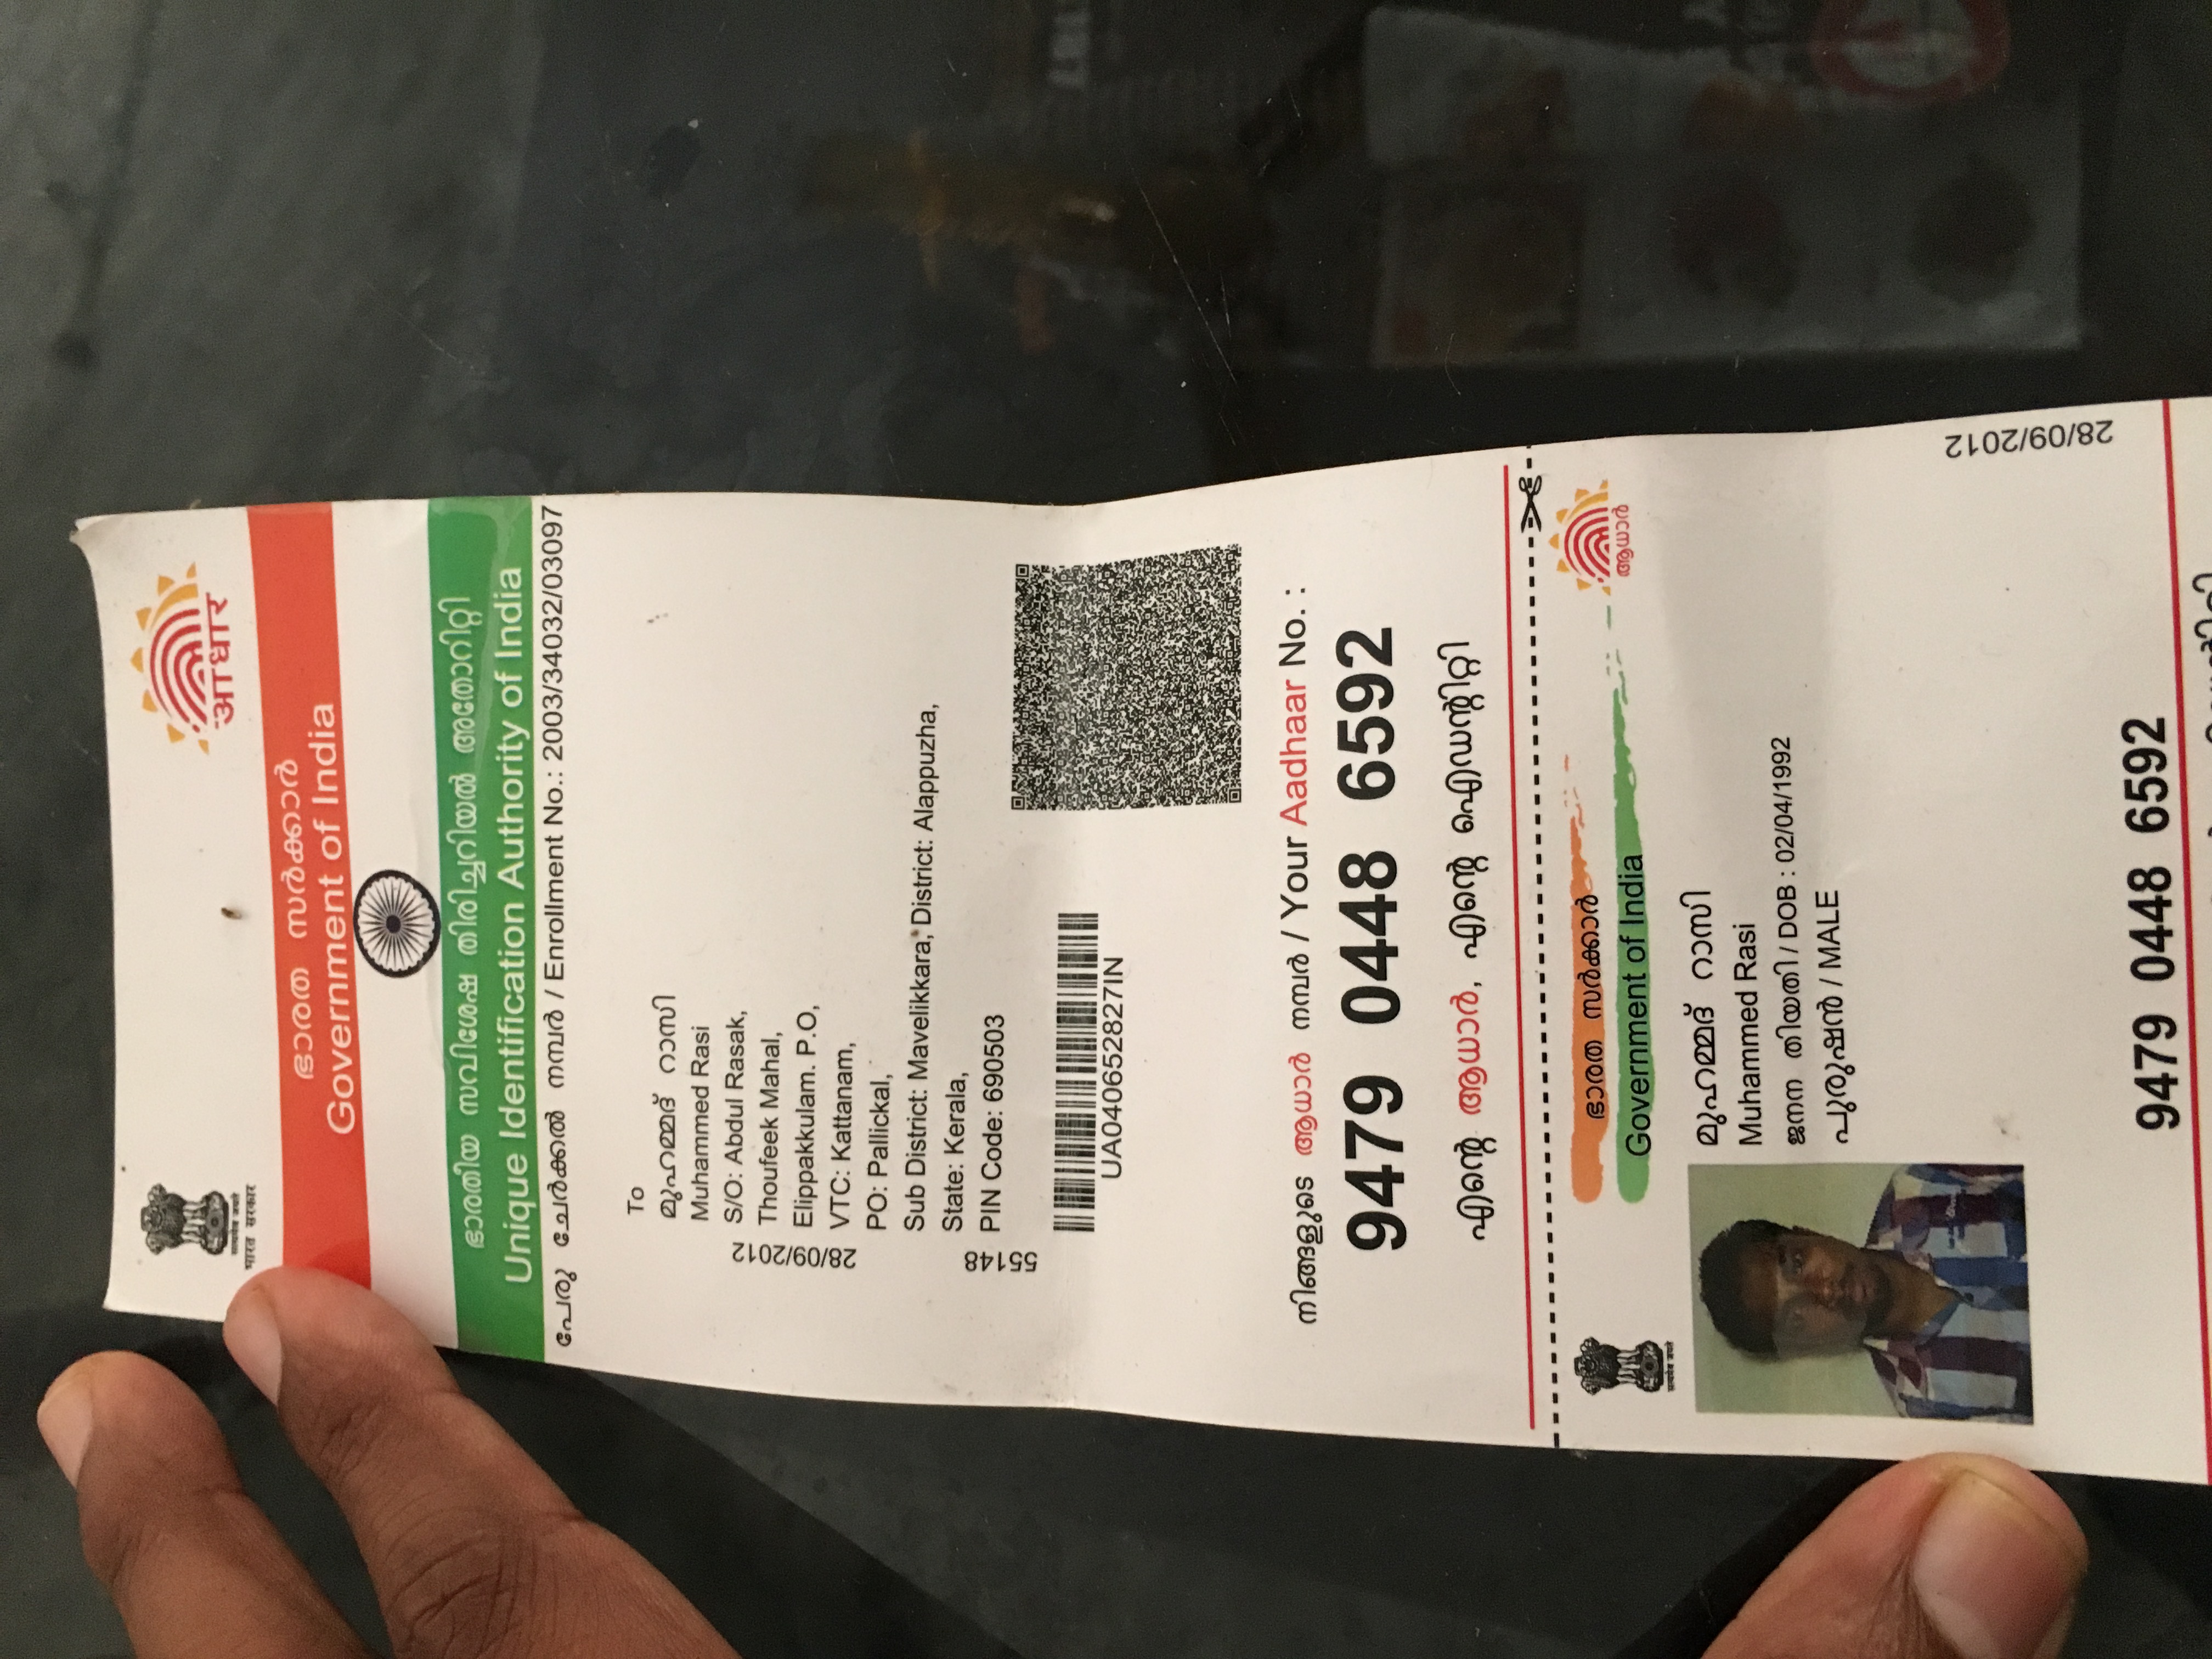 सत्यमेव जयते
भारत सरकार
आधार
ഭാരത സർക്കാർ
Government of India
ഭാരതീയ സവിശേഷ തിരിച്ചറിയൽ അതോറിറ്റി
Unique Identification Authority of India
പേരു ചേർക്കൽ നമ്പർ / Enrollment No.: 2003/34032/03097
To
മുഹമ്മദ് റാസി
Muhammed Rasi
S/O: Abdul Rasak,
Thoufeek Mahal,
Elippakkulam. P.O,
VTC: Kattanam,
PO: Pallickal,
Sub District: Mavelikkara, District: Alappuzha,
State: Kerala,
PIN Code: 690503
28/09/2012
55148
UA040652827IN
നിങ്ങളുടെ ആധാർ നമ്പർ / Your Aadhaar No. :
9479 0448 6592
എന്റെ ആധാർ, എന്റെ ഐഡന്റിറ്റി
सत्यमेव जयते
ഭാരത സർക്കാർ
Government of India
ആധാർ
മുഹമ്മദ് റാസി
Muhammed Rasi
ജനന തിയതി / DOB : 02/04/1992
പുരുഷൻ / MALE
28/09/2012
9479 0448 6592